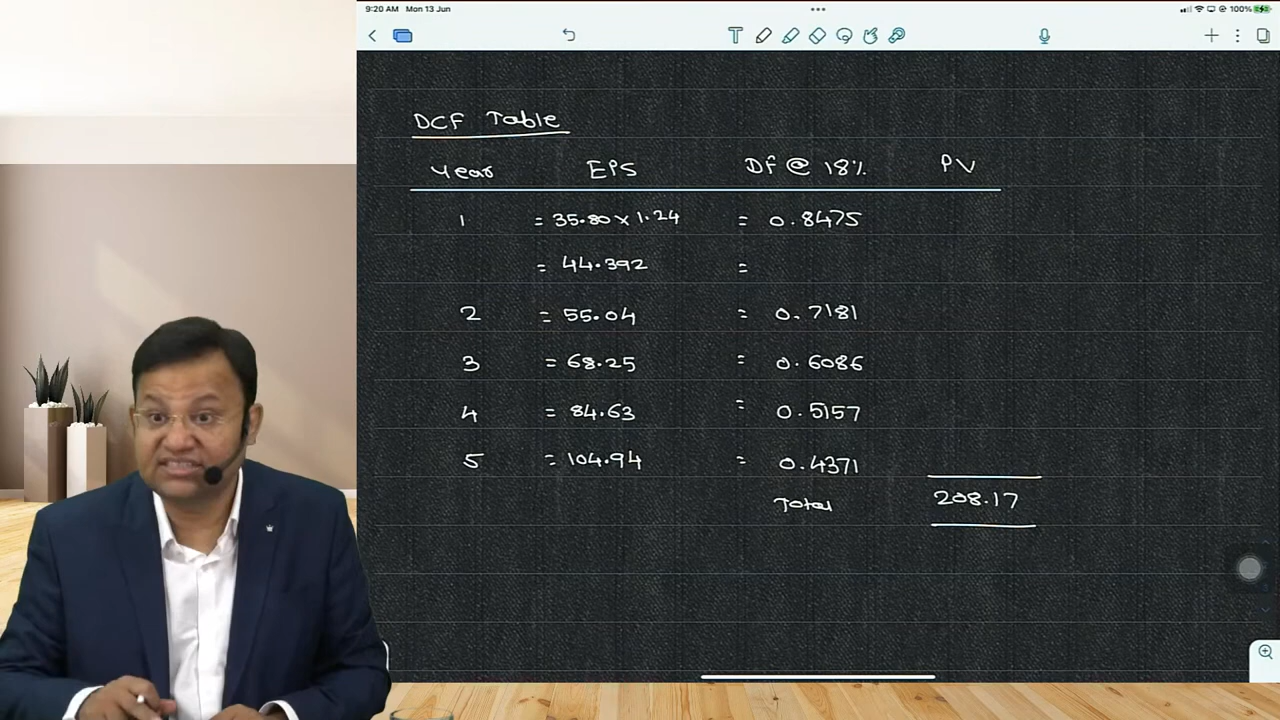 9:20 AM Mon 13 Jun 100%
DCF Table
Year EPS Df @ 18% PV
1 = 35.80 x 1.24 = 0.8475
= 44.392 =
2 = 55.04 = 0.7181
3 = 68.25 = 0.6086
4 = 84.63 = 0.5157
5 = 104.94 = 0.4371
Total 208.17